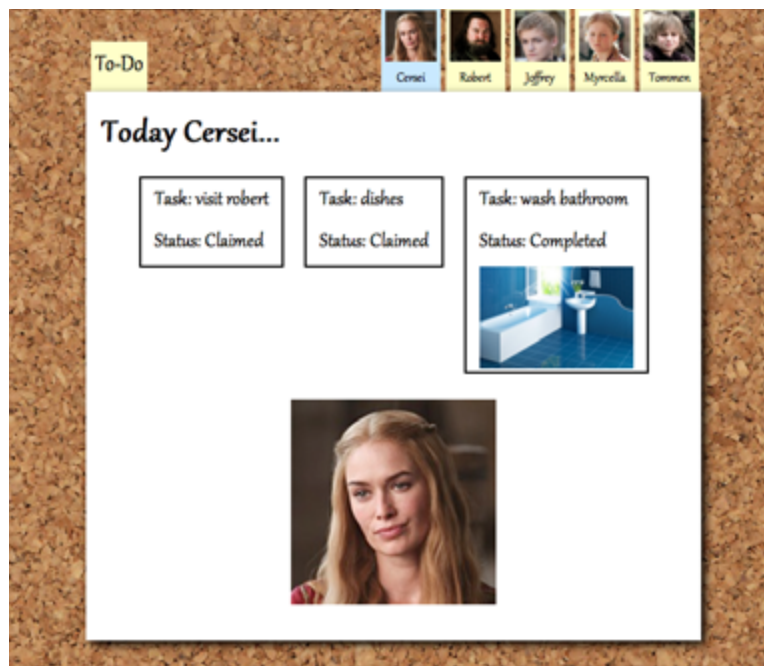 To-Do
Cersei
Robert
Joffrey
Myrcella
Tommen
Today Cersei...
Task: visit robert
Status: Claimed
Task: dishes
Status: Claimed
Task: wash bathroom
Status: Completed